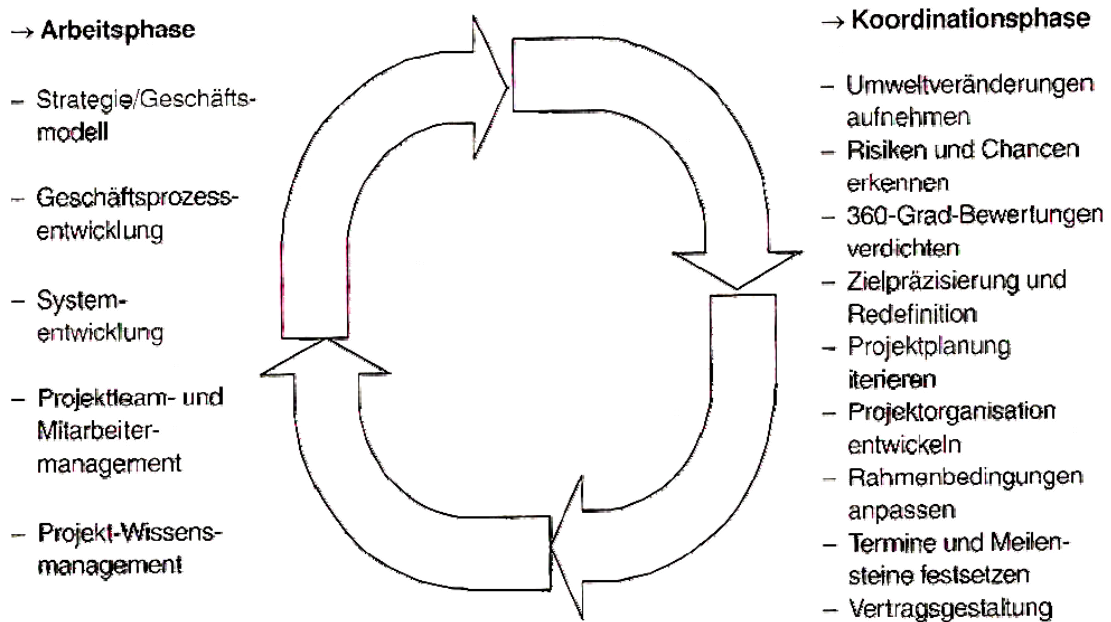 → Arbeitsphase
– Strategie/Geschäfts-
modell
– Geschäftsprozess-
entwicklung
– System-
entwicklung
– Projektteam- und
Mitarbeiter-
management
– Projekt-Wissens-
management
→ Koordinationsphase
– Umweltveränderungen
aufnehmen
– Risiken und Chancen
erkennen
– 360-Grad-Bewertungen
verdichten
– Zielpräzisierung und
Redefinition
– Projektplanung
iterieren
– Projektorganisation
entwickeln
– Rahmenbedingungen
anpassen
– Termine und Meilen-
steine festsetzen
– Vertragsgestaltung